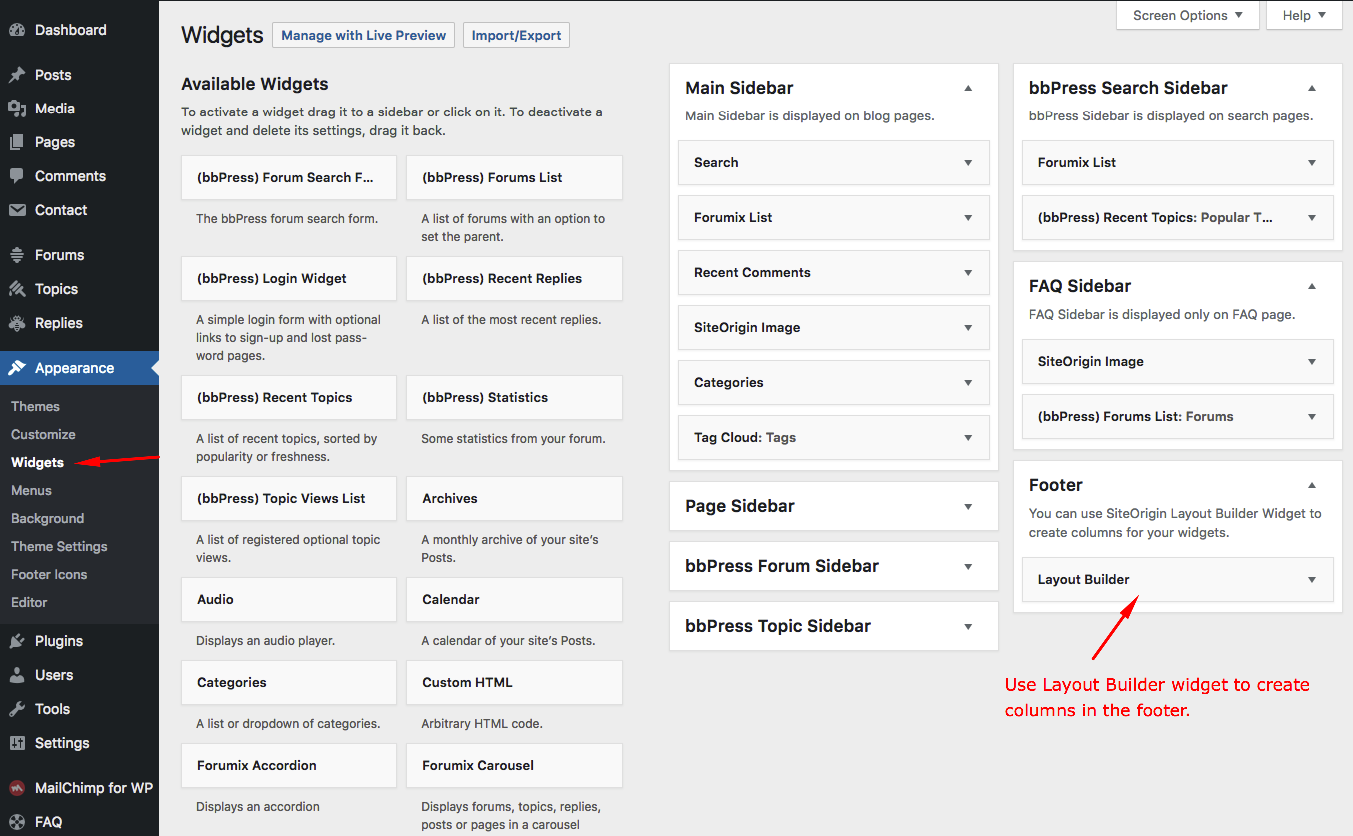 Dashboard
Posts
Media
Pages
Comments
Contact
Forums
Topics
Replies
Appearance
Themes
Customize
Widgets
Menus
Background
Theme Settings
Footer Icons
Editor
Plugins
Users
Tools
Settings
MailChimp for WP
FAQ
Screen Options
Help
Widgets
Manage with Live Preview
Import/Export
Available Widgets
To activate a widget drag it to a sidebar or click on it. To deactivate a
widget and delete its settings, drag it back.
(bbPress) Forum Search F...
The bbPress forum search form.
(bbPress) Forums List
A list of forums with an option to
set the parent.
(bbPress) Login Widget
A simple login form with optional
links to sign-up and lost pass-
word pages.
(bbPress) Recent Replies
A list of the most recent replies.
(bbPress) Recent Topics
A list of recent topics, sorted by
popularity or freshness.
(bbPress) Statistics
Some statistics from your forum.
(bbPress) Topic Views List
A list of registered optional topic
views.
Archives
A monthly archive of your site’s
Posts.
Audio
Displays an audio player.
Calendar
A calendar of your site’s Posts.
Categories
A list or dropdown of categories.
Custom HTML
Arbitrary HTML code.
Forumix Accordion
Displays an accordion
Forumix Carousel
Displays forums, topics, replies,
posts or pages in a carousel
Main Sidebar
Main Sidebar is displayed on blog pages.
Search
Forumix List
Recent Comments
SiteOrigin Image
Categories
Tag Cloud: Tags
Page Sidebar
bbPress Forum Sidebar
bbPress Topic Sidebar
bbPress Search Sidebar
bbPress Sidebar is displayed on search pages.
Forumix List
(bbPress) Recent Topics: Popular T...
FAQ Sidebar
FAQ Sidebar is displayed only on FAQ page.
SiteOrigin Image
(bbPress) Forums List: Forums
Footer
You can use SiteOrigin Layout Builder Widget to
create columns for your widgets.
Layout Builder
Use Layout Builder widget to create
columns in the footer.